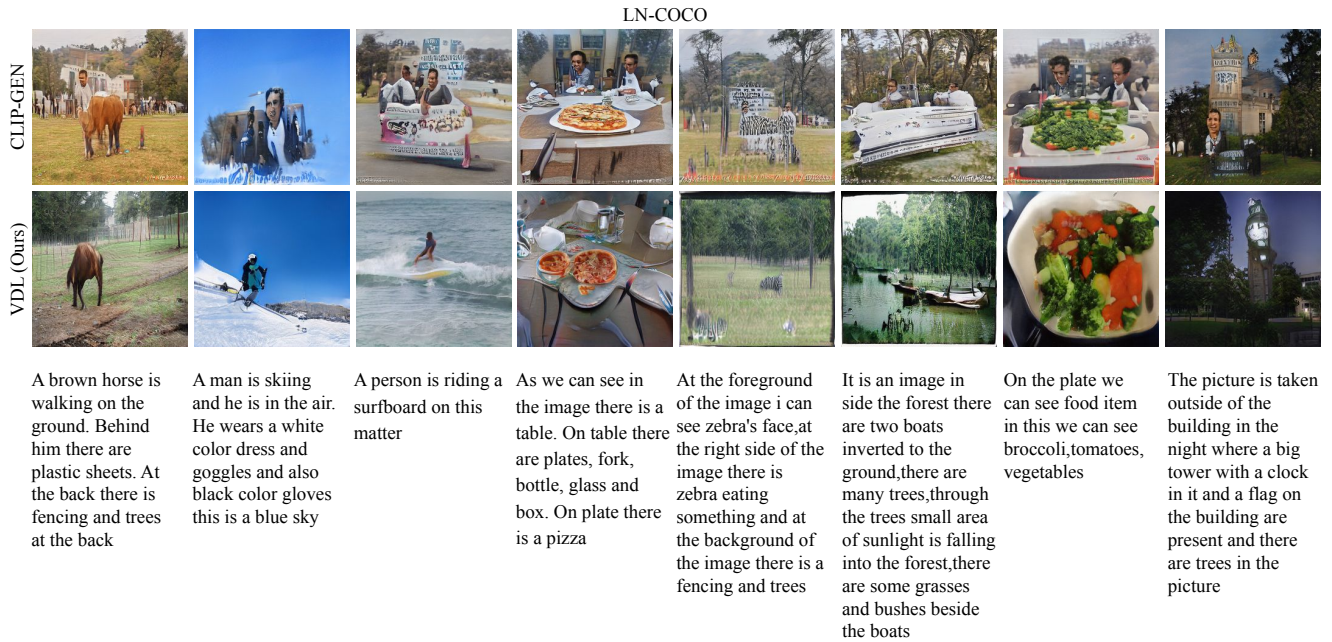 LN-COCO
CLIP-GEN
VDL (Ours)
A brown horse is
walking on the
ground. Behind
him there are
plastic sheets. At
the back there is
fencing and trees
at the back
A man is skiing
and he is in the air.
He wears a white
color dress and
goggles and also
black color gloves
this is a blue sky
A person is riding a
surfboard on this
matter
As we can see in
the image there is a
table. On table there
are plates, fork,
bottle, glass and
box. On plate there
is a pizza
At the foreground
of the image i can
see zebra's face,at
the right side of the
image there is
zebra eating
something and at
the background of
the image there is a
fencing and trees
It is an image in
side the forest there
are two boats
inverted to the
ground,there are
many trees,through
the trees small area
of sunlight is falling
into the forest,there
are some grasses
and bushes beside
the boats
On the plate we
can see food item
in this we can see
broccoli,tomatoes,
vegetables
The picture is taken
outside of the
building in the
night where a big
tower with a clock
in it and a flag on
the building are
present and there
are trees in the
picture